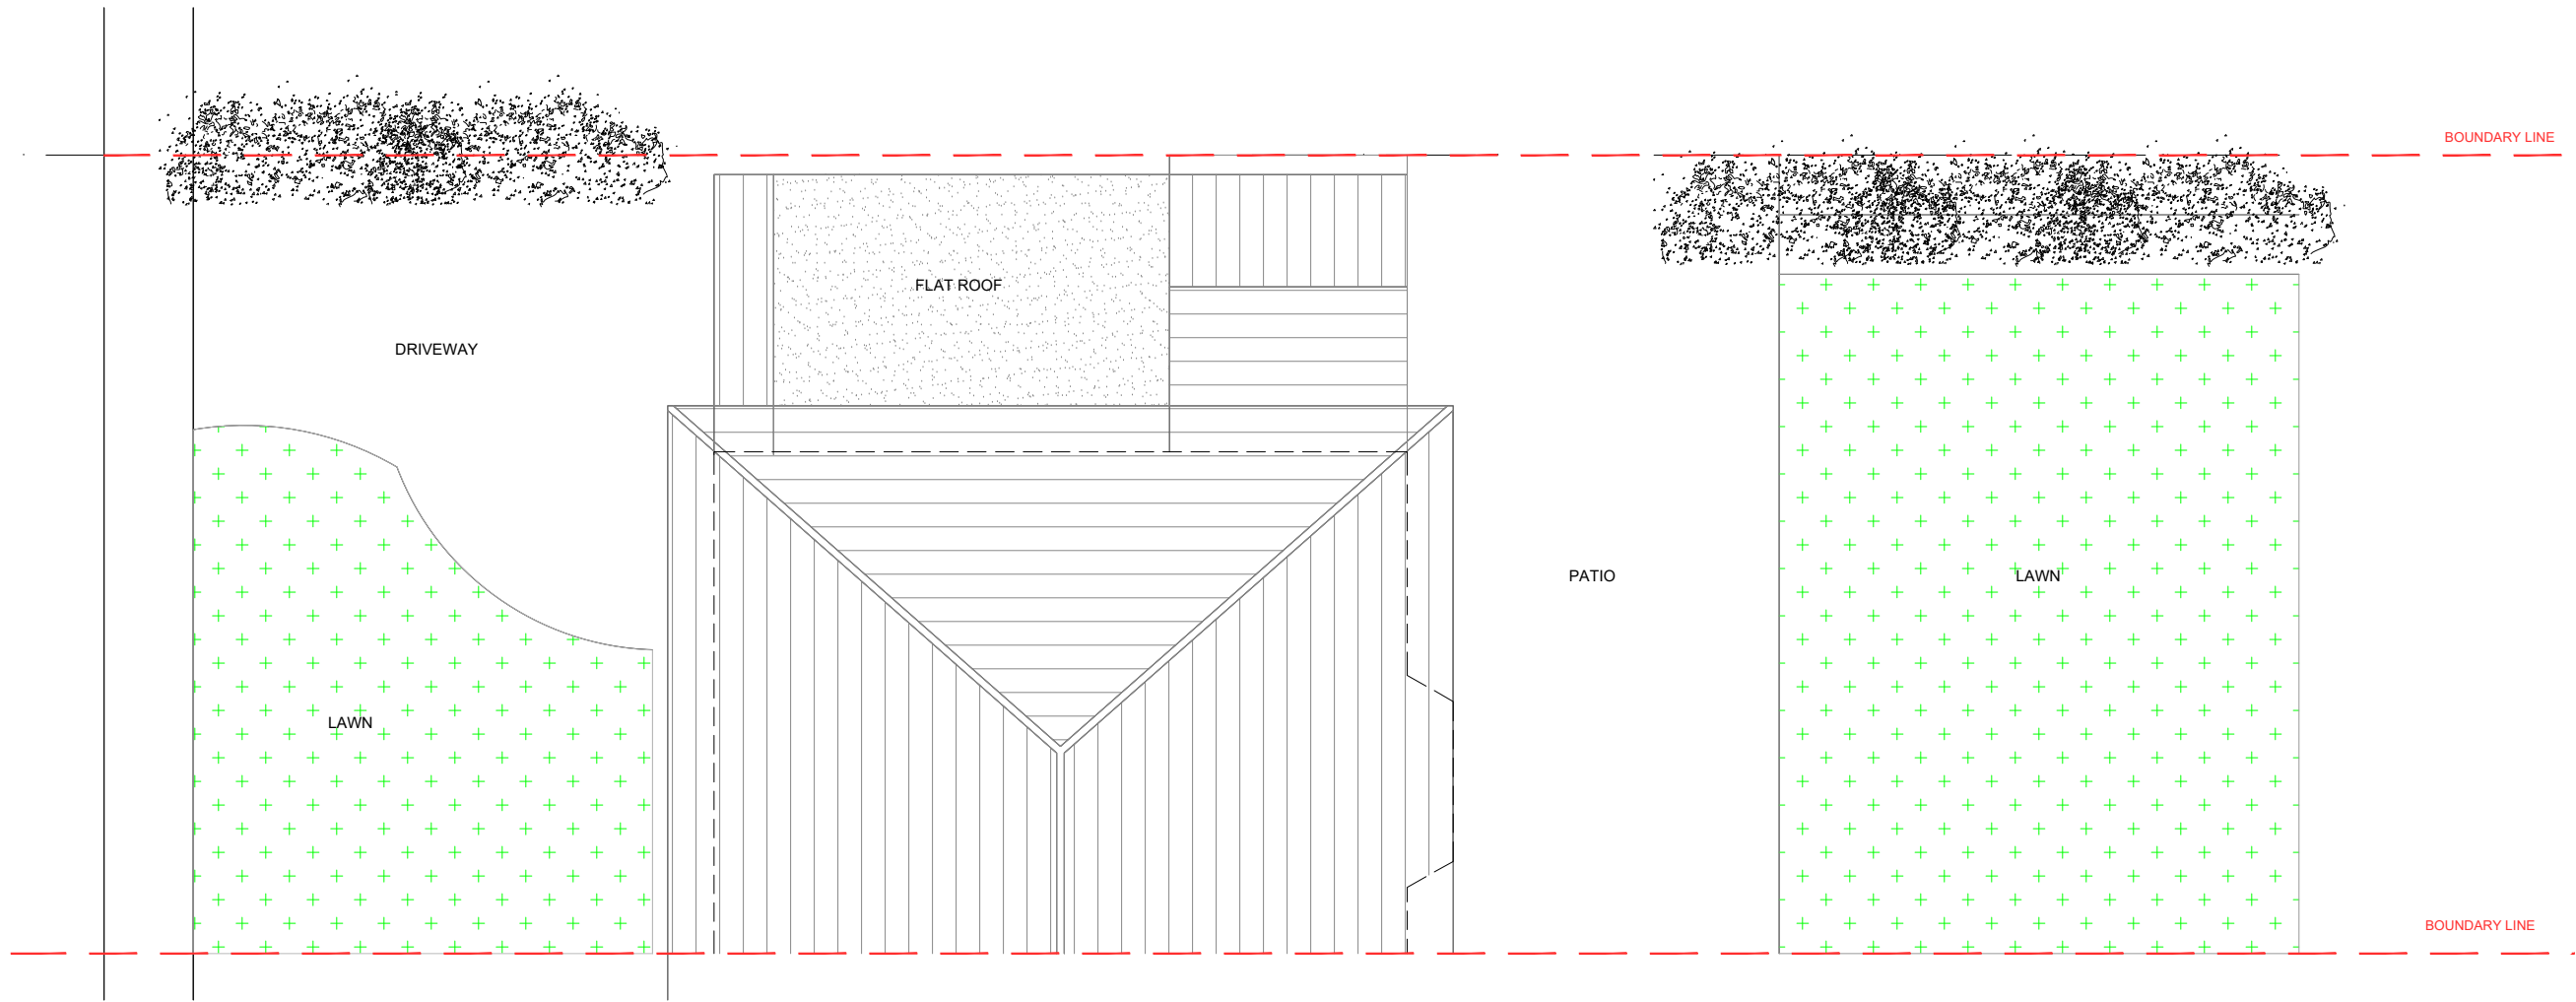 BOUNDARY LINE
FLAT ROOF
DRIVEWAY
PATIO
LAWN
LAWN
BOUNDARY LINE